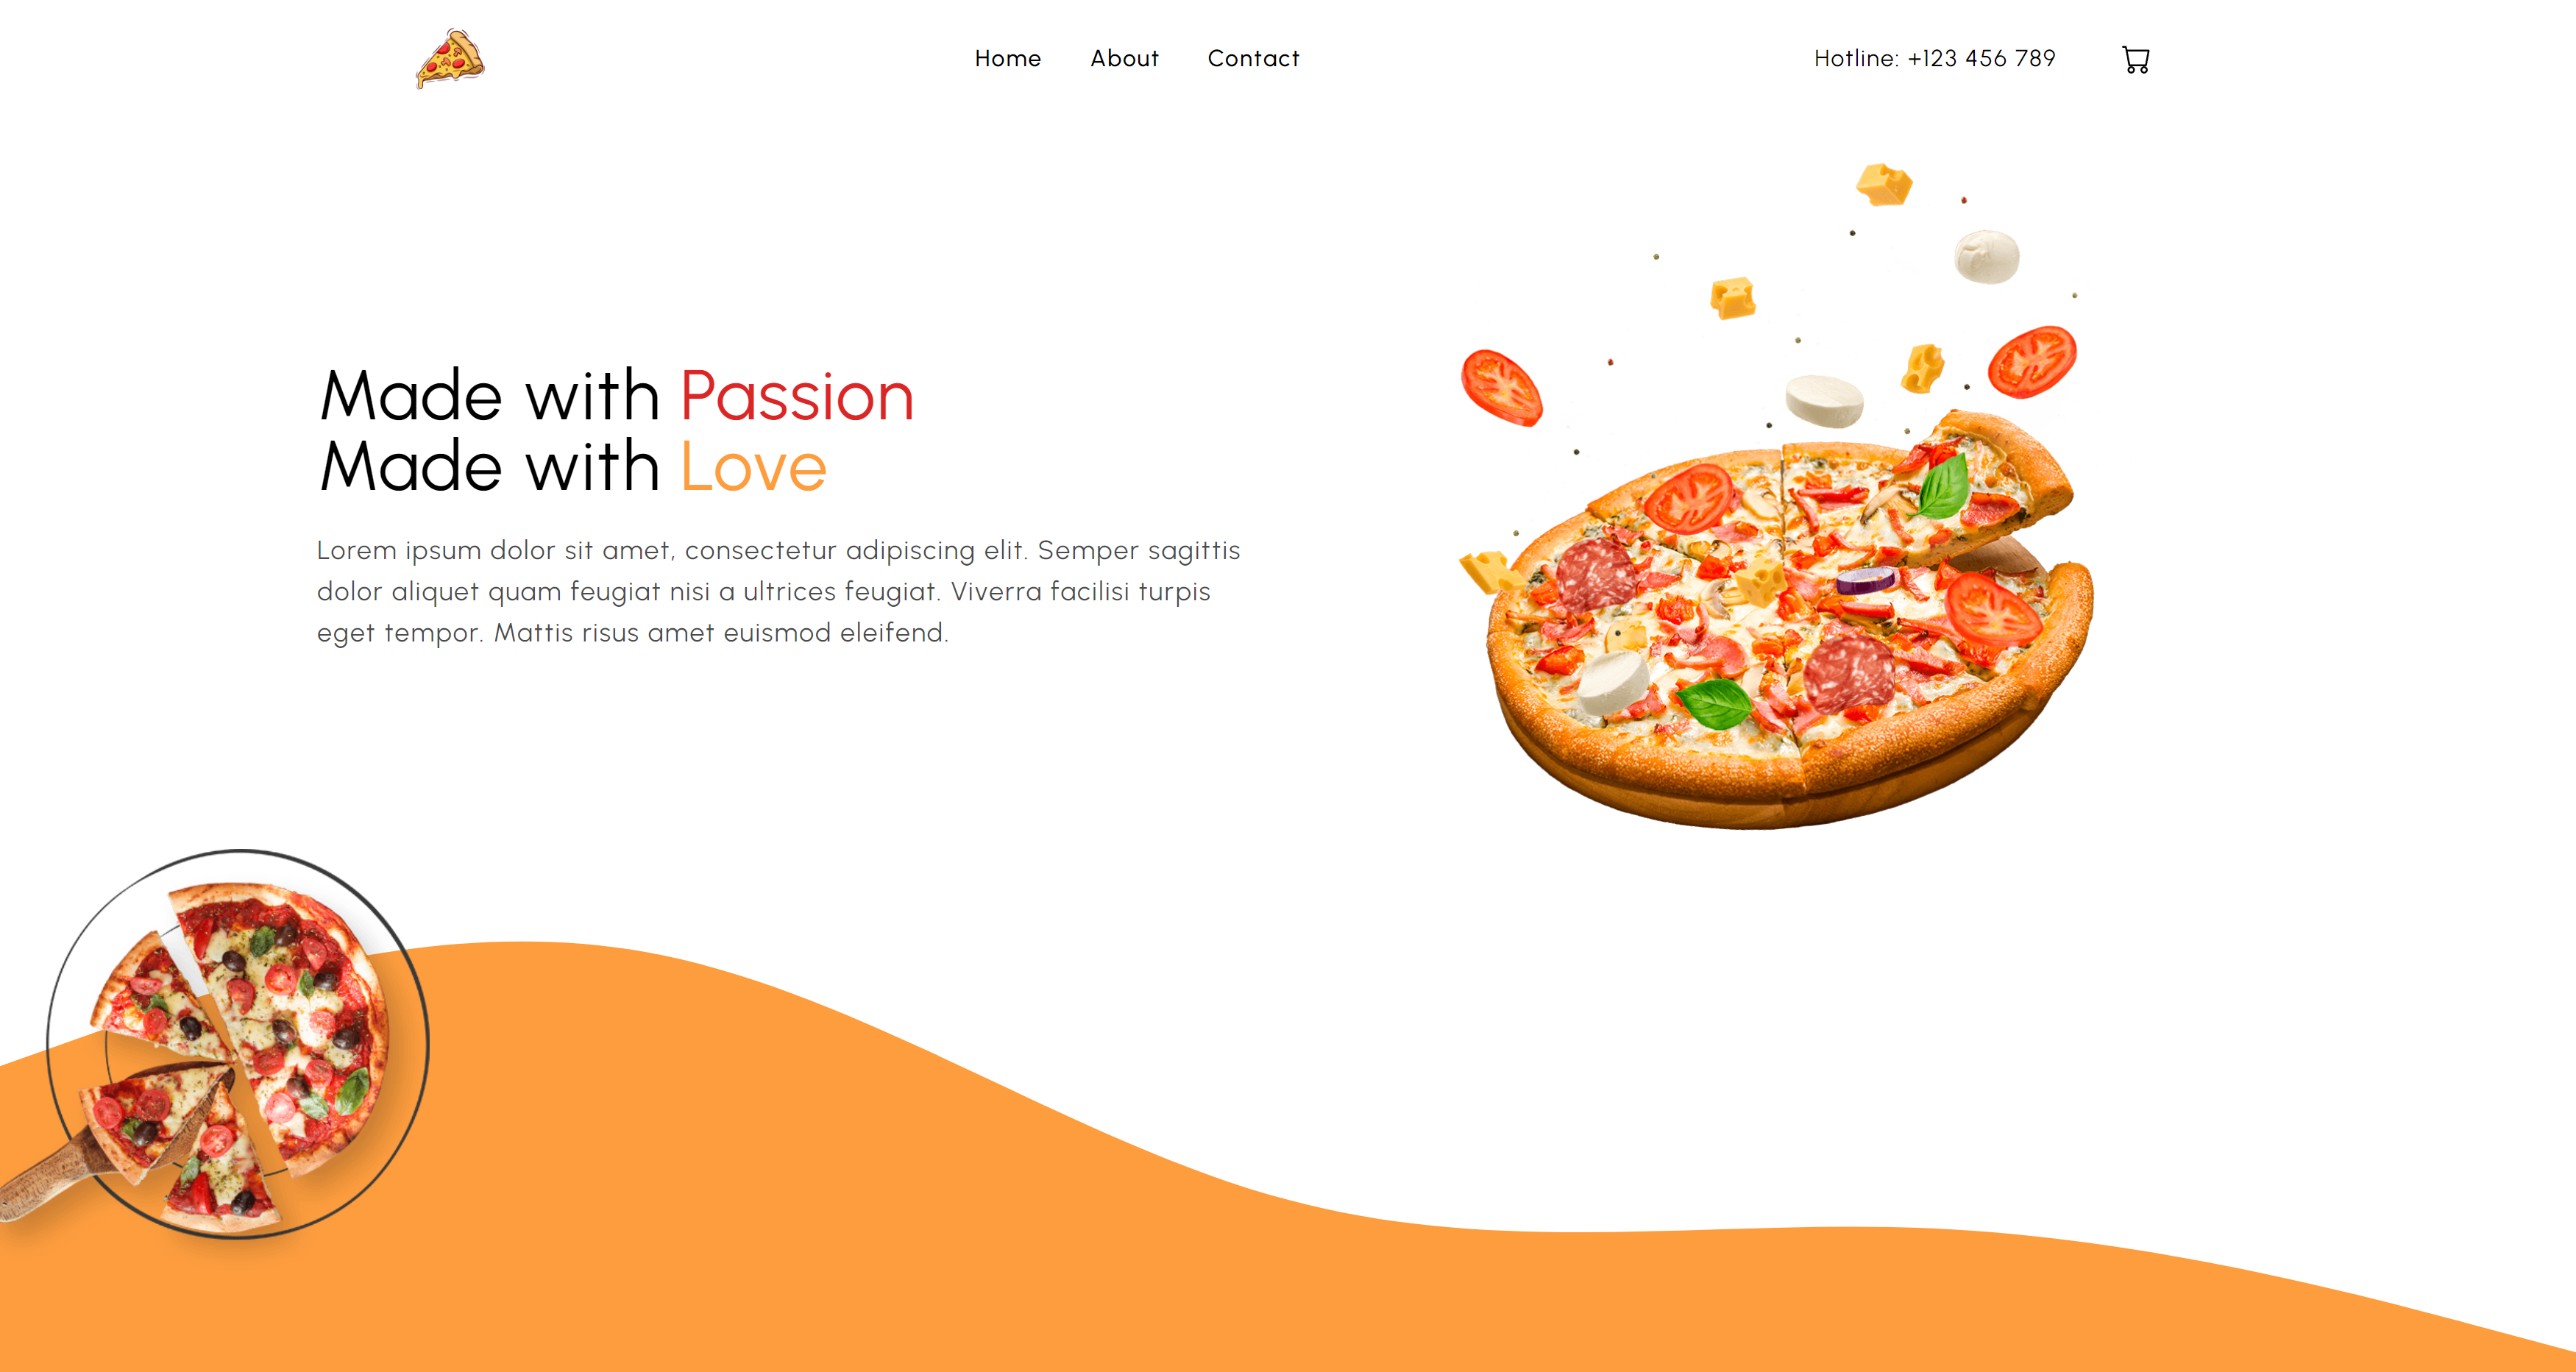 Home About Contact Hotline: +123 456 789
Made with Passion
Made with Love
Lorem ipsum dolor sit amet, consectetur adipiscing elit. Semper sagittis
dolor aliquet quam feugiat nisi a ultrices feugiat. Viverra facilisi turpis
eget tempor. Mattis risus amet euismod eleifend.